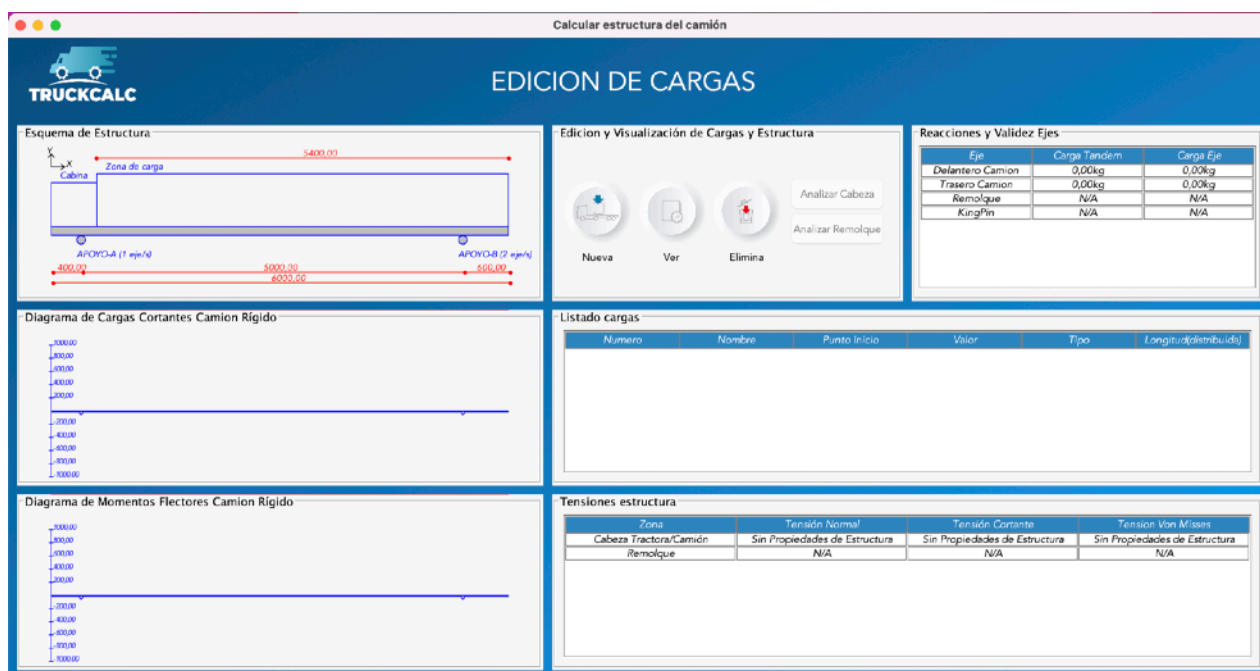 Calcular estructura del camión
TRUCKCALC
EDICION DE CARGAS
Esquema de Estructura
Y
X
5400,00
Cabina
Zona de carga
APOYO-A (1 eje/s)
APOYO-B (2 eje/s)
400,00
5000,00
600,00
6000,00
Edicion y Visualización de Cargas y Estructura
Analizar Cabeza
Analizar Remolque
Nueva Ver Elimina
Reacciones y Validez Ejes
Eje Carga Tandem Carga Eje
Delantero Camion 0,00kg 0,00kg
Trasero Camion 0,00kg 0,00kg
Remolque N/A N/A
KingPin N/A N/A
Diagrama de Cargas Cortantes Camion Rígido
1000,00
800,00
600,00
400,00
200,00
-200,00
-400,00
-600,00
-800,00
-1000,00
Listado cargas
Numero Nombre Punto Inicio Valor Tipo Longitud(distribuida)
Diagrama de Momentos Flectores Camion Rígido
1000,00
800,00
600,00
400,00
200,00
-200,00
-400,00
-600,00
-800,00
-1000,00
Tensiones estructura
Zona Tensión Normal Tensión Cortante Tension Von Misses
Cabeza Tractora/Camión Sin Propiedades de Estructura Sin Propiedades de Estructura Sin Propiedades de Estructura
Remolque N/A N/A N/A